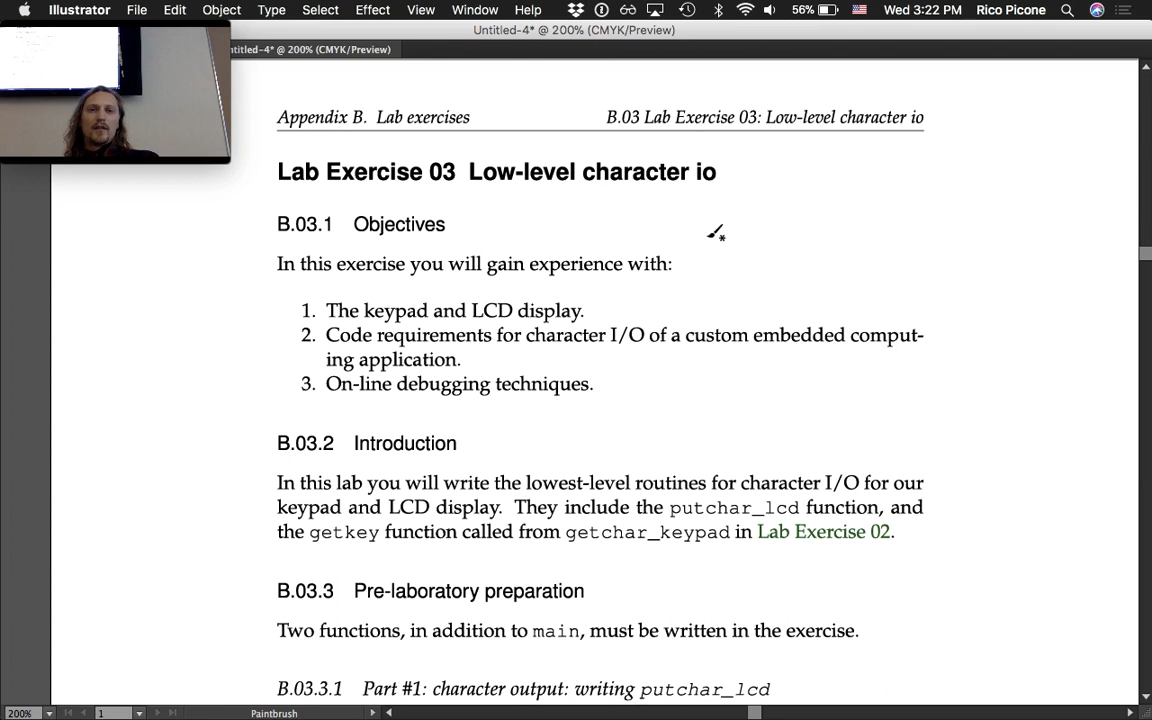 Illustrator File Edit Object Type Select Effect View Window Help 56% Wed 3:22 PM Rico Picone
Untitled-4* @ 200% (CMYK/Preview)
ntitled-4* @ 200% (CMYK/Preview)
Appendix B. Lab exercises B.03 Lab Exercise 03: Low-level character io
Lab Exercise 03 Low-level character io
B.03.1 Objectives
In this exercise you will gain experience with:
1. The keypad and LCD display.
2. Code requirements for character I/O of a custom embedded comput-
ing application.
3. On-line debugging techniques.
B.03.2 Introduction
In this lab you will write the lowest-level routines for character I/O for our
keypad and LCD display. They include the putchar_lcd function, and
the getkey function called from getchar_keypad in Lab Exercise 02.
B.03.3 Pre-laboratory preparation
Two functions, in addition to main, must be written in the exercise.
B.03.3.1 Part #1: character output: writing putchar_lcd
200% 1 Paintbrush